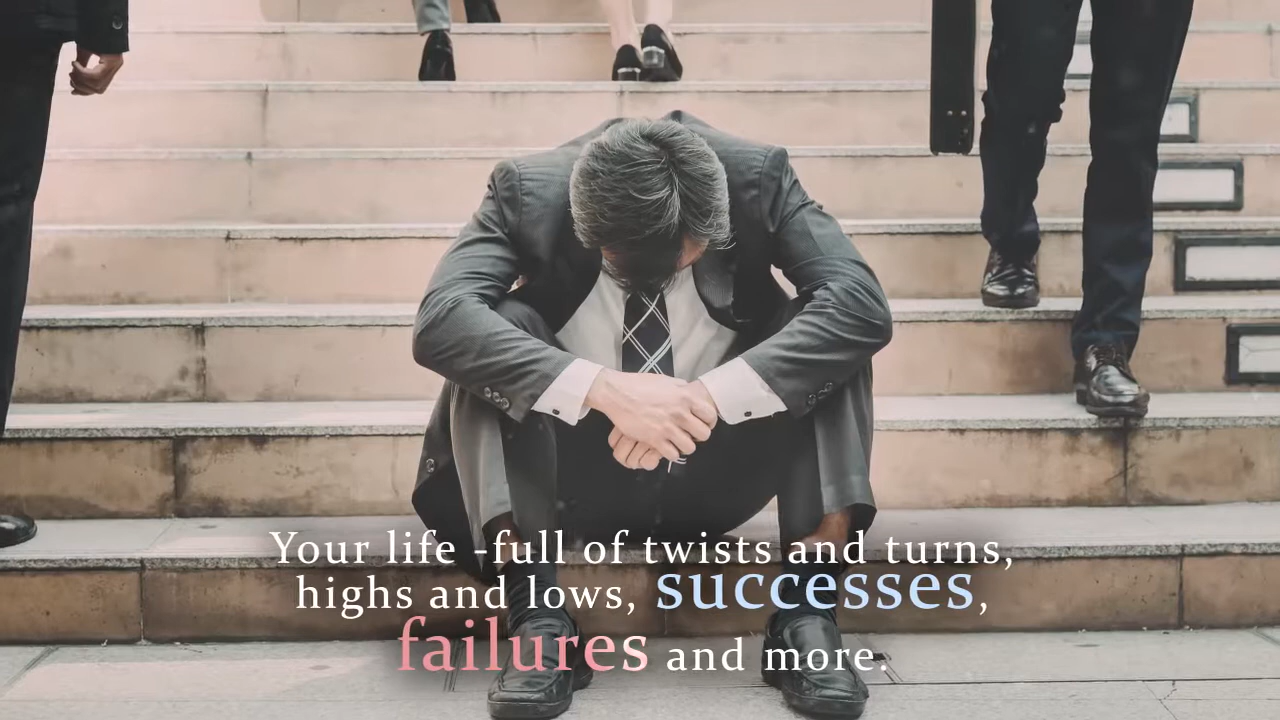 Your life -full of twists and turns,
highs and lows, successes,
failures and more.